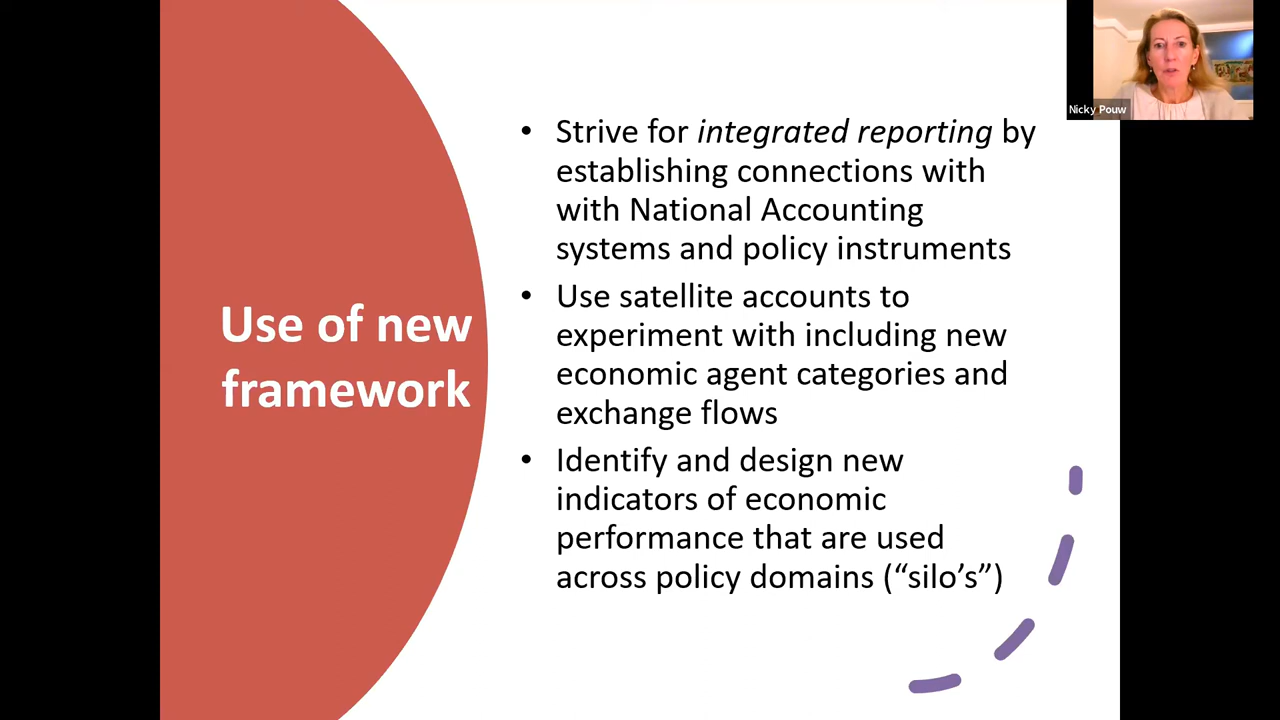 Nicky Pouw
Use of new
framework
• Strive for integrated reporting by
establishing connections with
with National Accounting
systems and policy instruments
• Use satellite accounts to
experiment with including new
economic agent categories and
exchange flows
• Identify and design new
indicators of economic
performance that are used
across policy domains (“silo’s”)